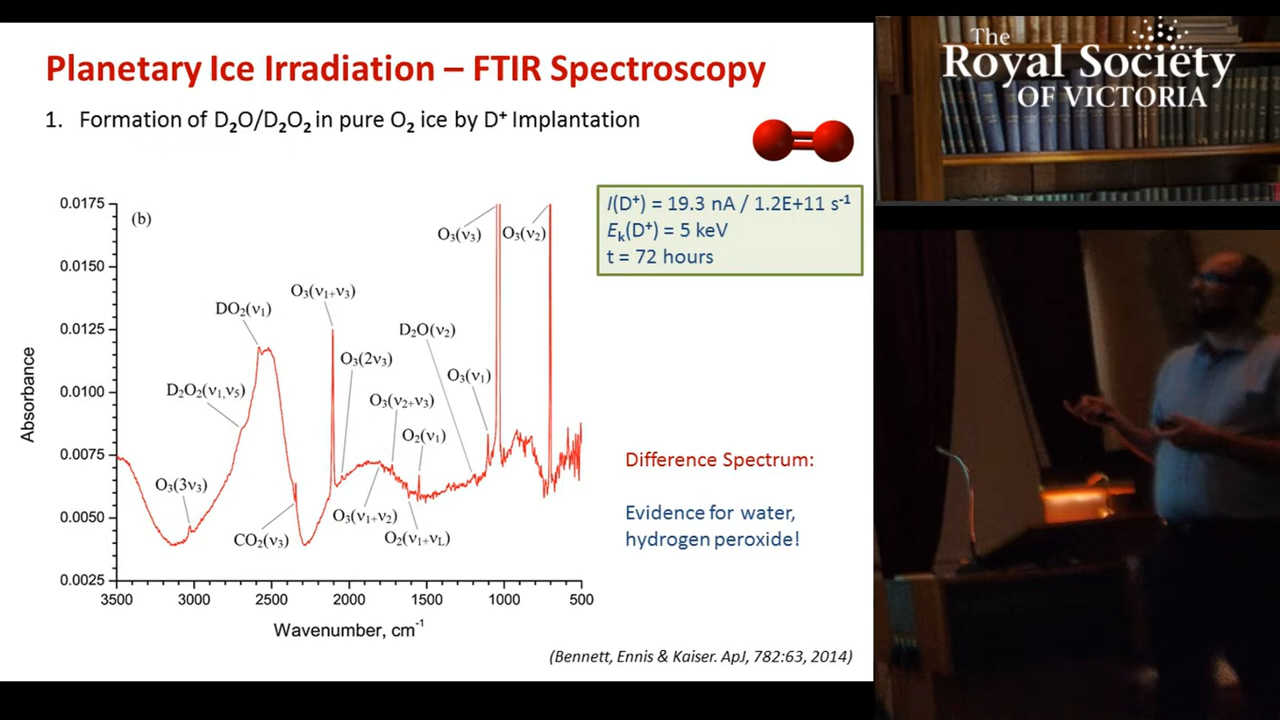 Planetary Ice Irradiation – FTIR Spectroscopy
1. Formation of D₂O/D₂O₂ in pure O₂ ice by D⁺ Implantation
The
Royal Society
OF VICTORIA
I(D⁺) = 19.3 nA / 1.2E+11 s⁻¹
Eₖ(D⁺) = 5 keV
t = 72 hours
(b)
O₃(ν₃)
O₃(ν₂)
O₃(ν₁+ν₃)
DO₂(ν₁)
D₂O(ν₂)
O₃(2ν₃)
O₃(ν₁)
D₂O₂(ν₁,ν₅)
O₃(ν₂+ν₃)
O₂(ν₁)
O₃(3ν₃)
O₃(ν₁+ν₂)
CO₂(ν₃)
O₂(ν₁+ν_L)
0.0175
0.0150
0.0125
0.0100
0.0075
0.0050
0.0025
Absorbance
3500 3000 2500 2000 1500 1000 500
Wavenumber, cm⁻¹
Difference Spectrum:
Evidence for water,
hydrogen peroxide!
(Bennett, Ennis & Kaiser. ApJ, 782:63, 2014)